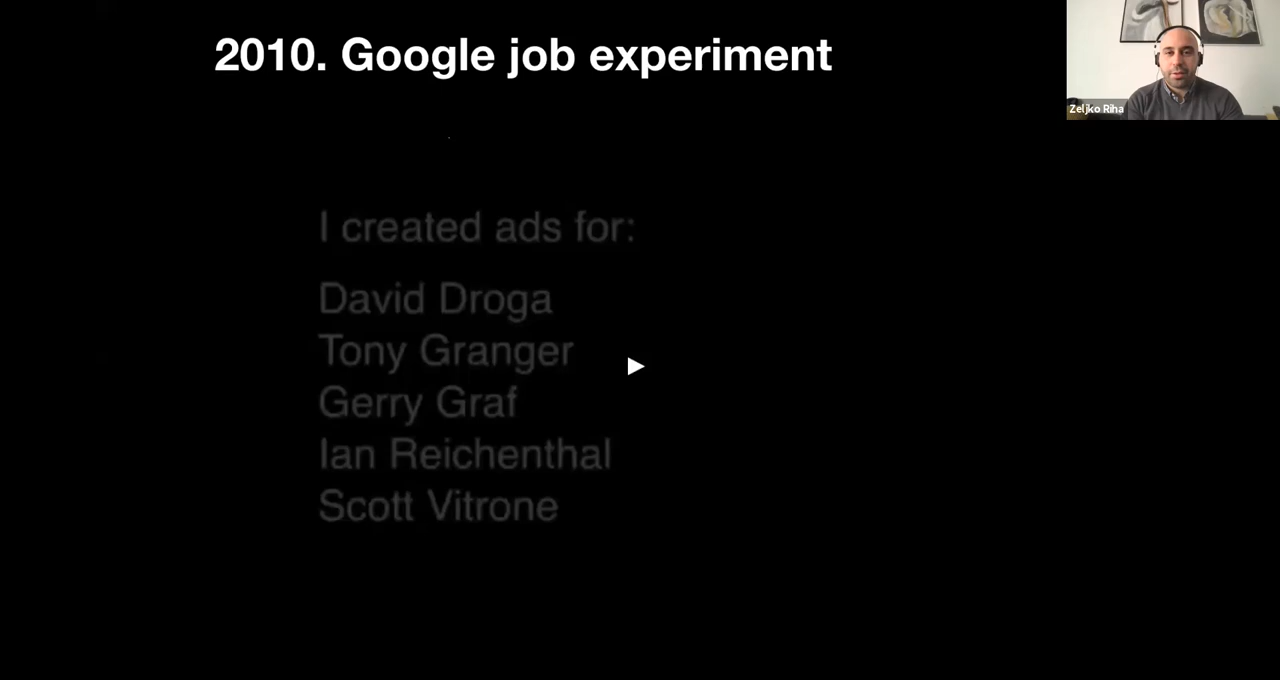 2010. Google job experiment
Zeljko Riha
I created ads for:
David Droga
Tony Granger
Gerry Graf
Ian Reichenthal
Scott Vitrone